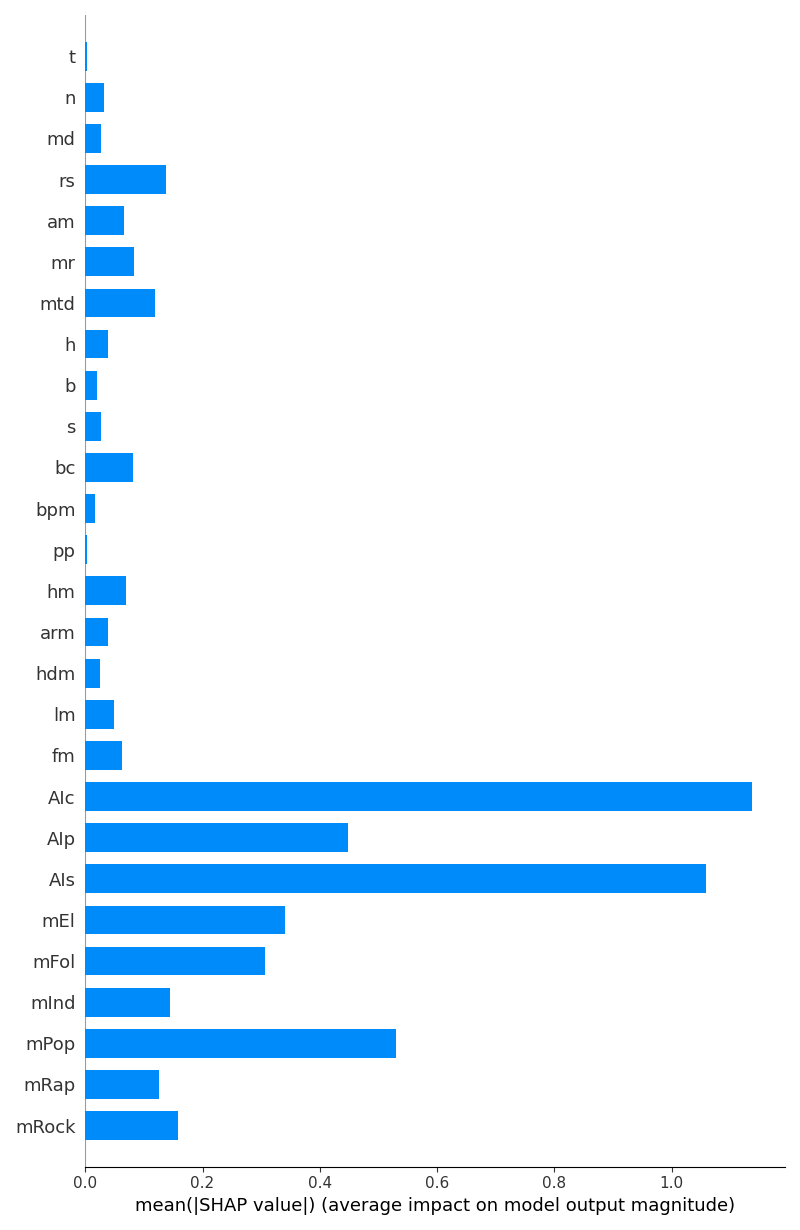 t
n
md
rs
am
mr
mtd
h
b
s
bc
bpm
pp
hm
arm
hdm
lm
fm
AIc
AIp
AIs
mEl
mFol
mInd
mPop
mRap
mRock
0.0 0.2 0.4 0.6 0.8 1.0
mean(|SHAP value|) (average impact on model output magnitude)